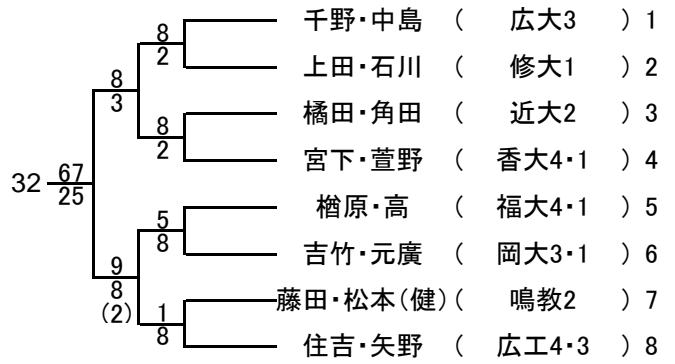 千野・中島 ( 広大3 ) 1
8
2
上田・石川 ( 修大1 ) 2
8
3
橘田・角田 ( 近大2 ) 3
8
2
宮下・萱野 ( 香大4・1 ) 4
32
67
25
楢原・高 ( 福大4・1 ) 5
5
8
吉竹・元廣 ( 岡大3・1 ) 6
9
8
(2)
藤田・松本(健) ( 鳴教2 ) 7
1
8
住吉・矢野 ( 広工4・3 ) 8